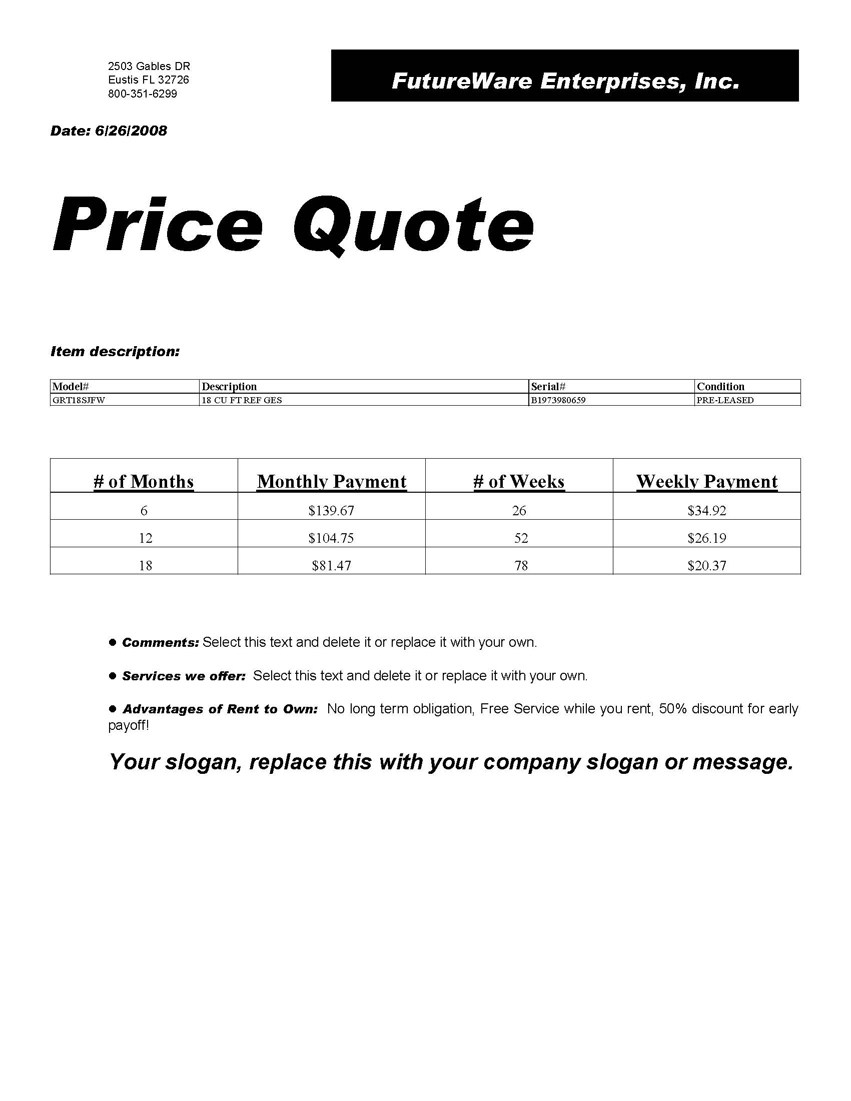 2503 Gables DR
Eustis FL 32726
800-351-6299
FutureWare Enterprises, Inc.
Date: 6/26/2008
Price Quote
Item description:
Model# Description Serial# Condition
GRT18SJFW 18 CU FT REF GES B1973980659 PRE-LEASED
# of Months Monthly Payment # of Weeks Weekly Payment
6 $139.67 26 $34.92
12 $104.75 52 $26.19
18 $81.47 78 $20.37
● Comments: Select this text and delete it or replace it with your own.
● Services we offer: Select this text and delete it or replace it with your own.
● Advantages of Rent to Own: No long term obligation, Free Service while you rent, 50% discount for early
payoff!
Your slogan, replace this with your company slogan or message.